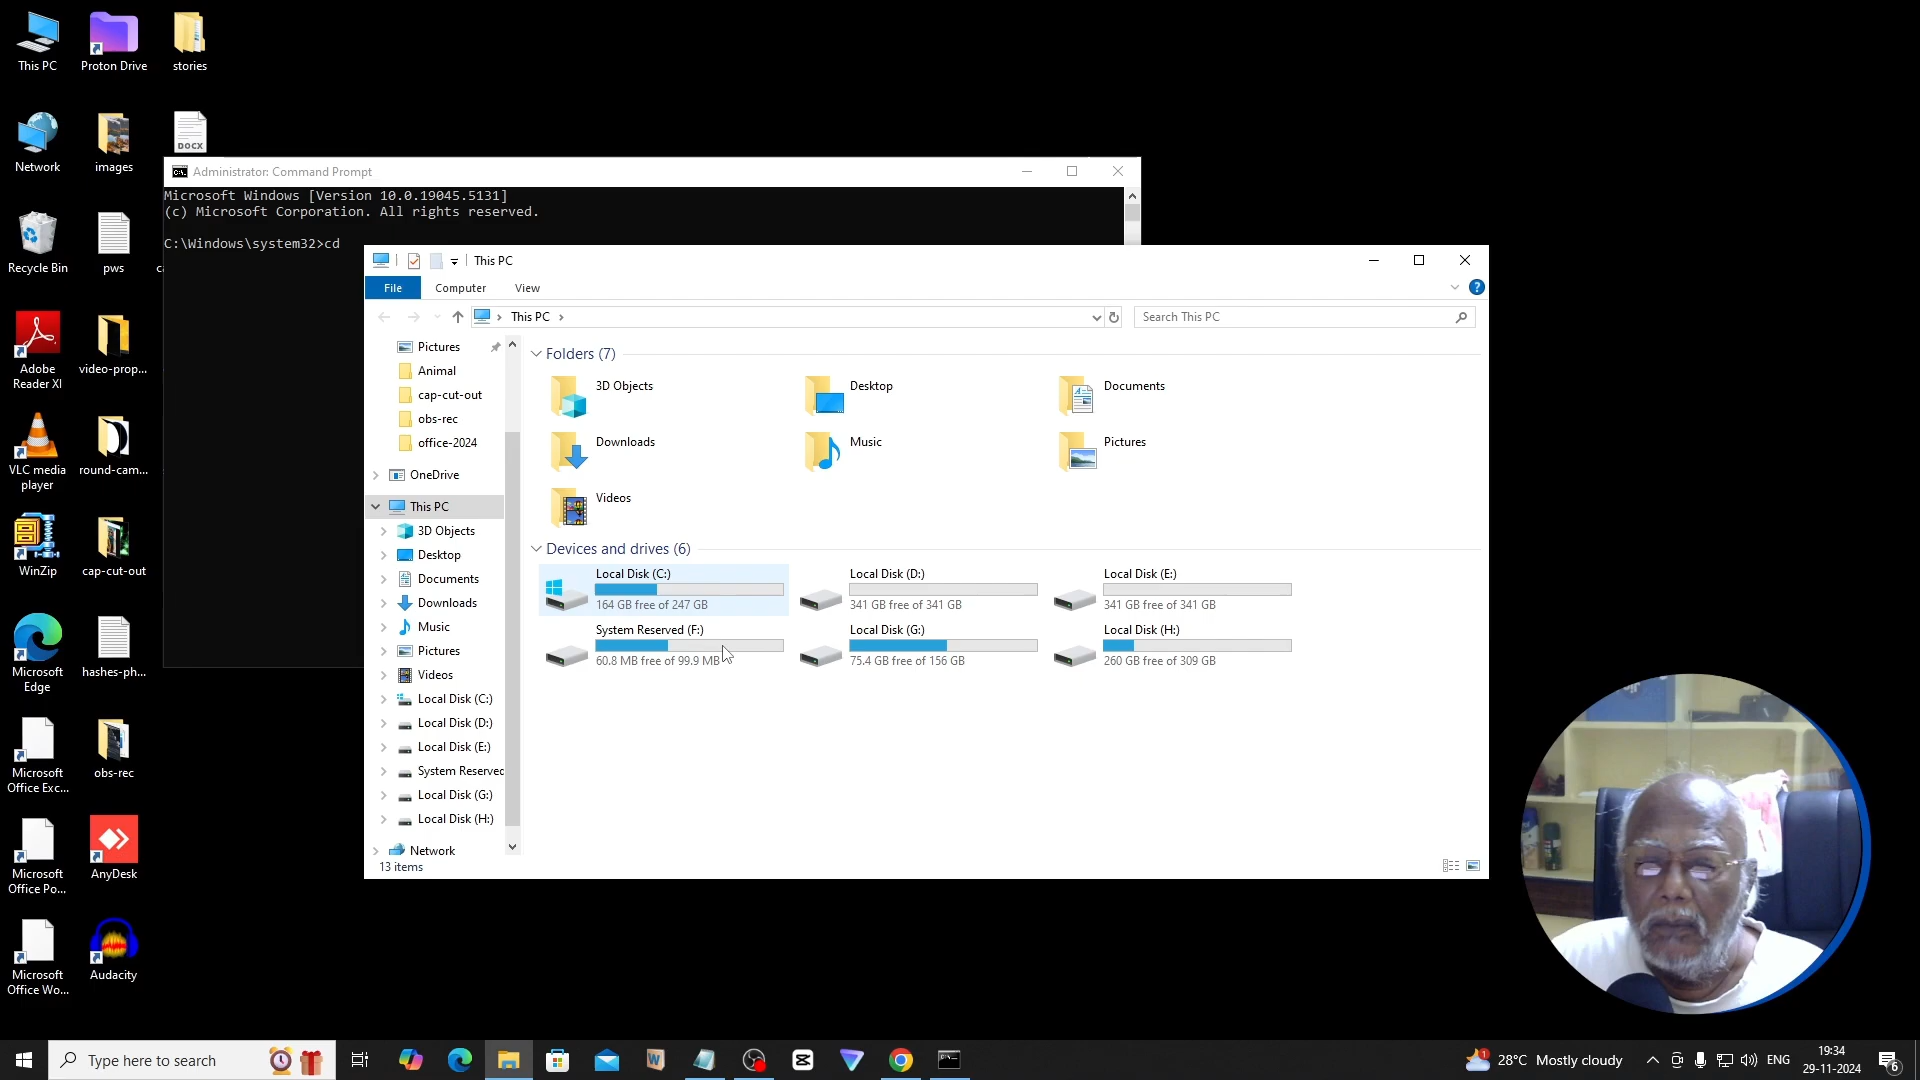 This PC
Proton Drive
stories
Network
images
DOCX
Recycle Bin
pws
Adobe
Reader XI
video-prop...
VLC media
player
round-cam...
WinZip
cap-cut-out
Microsoft
Edge
hashes-ph...
Microsoft
Office Exc...
obs-rec
Microsoft
Office Po...
AnyDesk
Microsoft
Office Wo...
Audacity
Administrator: Command Prompt
Microsoft Windows [Version 10.0.19045.5131]
(c) Microsoft Corporation. All rights reserved.
C:\Windows\system32>cd
This PC
File
Computer
View
This PC
Search This PC
Pictures
Animal
cap-cut-out
obs-rec
office-2024
OneDrive
This PC
3D Objects
Desktop
Documents
Downloads
Music
Pictures
Videos
Local Disk (C:)
Local Disk (D:)
Local Disk (E:)
System Reserved
Local Disk (G:)
Local Disk (H:)
Network
13 items
Folders (7)
3D Objects
Desktop
Documents
Downloads
Music
Pictures
Videos
Devices and drives (6)
Local Disk (C:)
164 GB free of 247 GB
Local Disk (D:)
341 GB free of 341 GB
Local Disk (E:)
341 GB free of 341 GB
System Reserved (F:)
60.8 MB free of 99.9 MB
Local Disk (G:)
75.4 GB free of 156 GB
Local Disk (H:)
260 GB free of 309 GB
Type here to search
1
28°C Mostly cloudy
ENG
19:34
29-11-2024
6